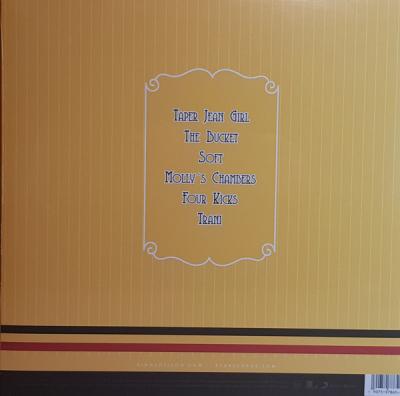 Taper Jean Girl
The Bucket
Soft
Molly's Chambers
Four Kicks
Trani